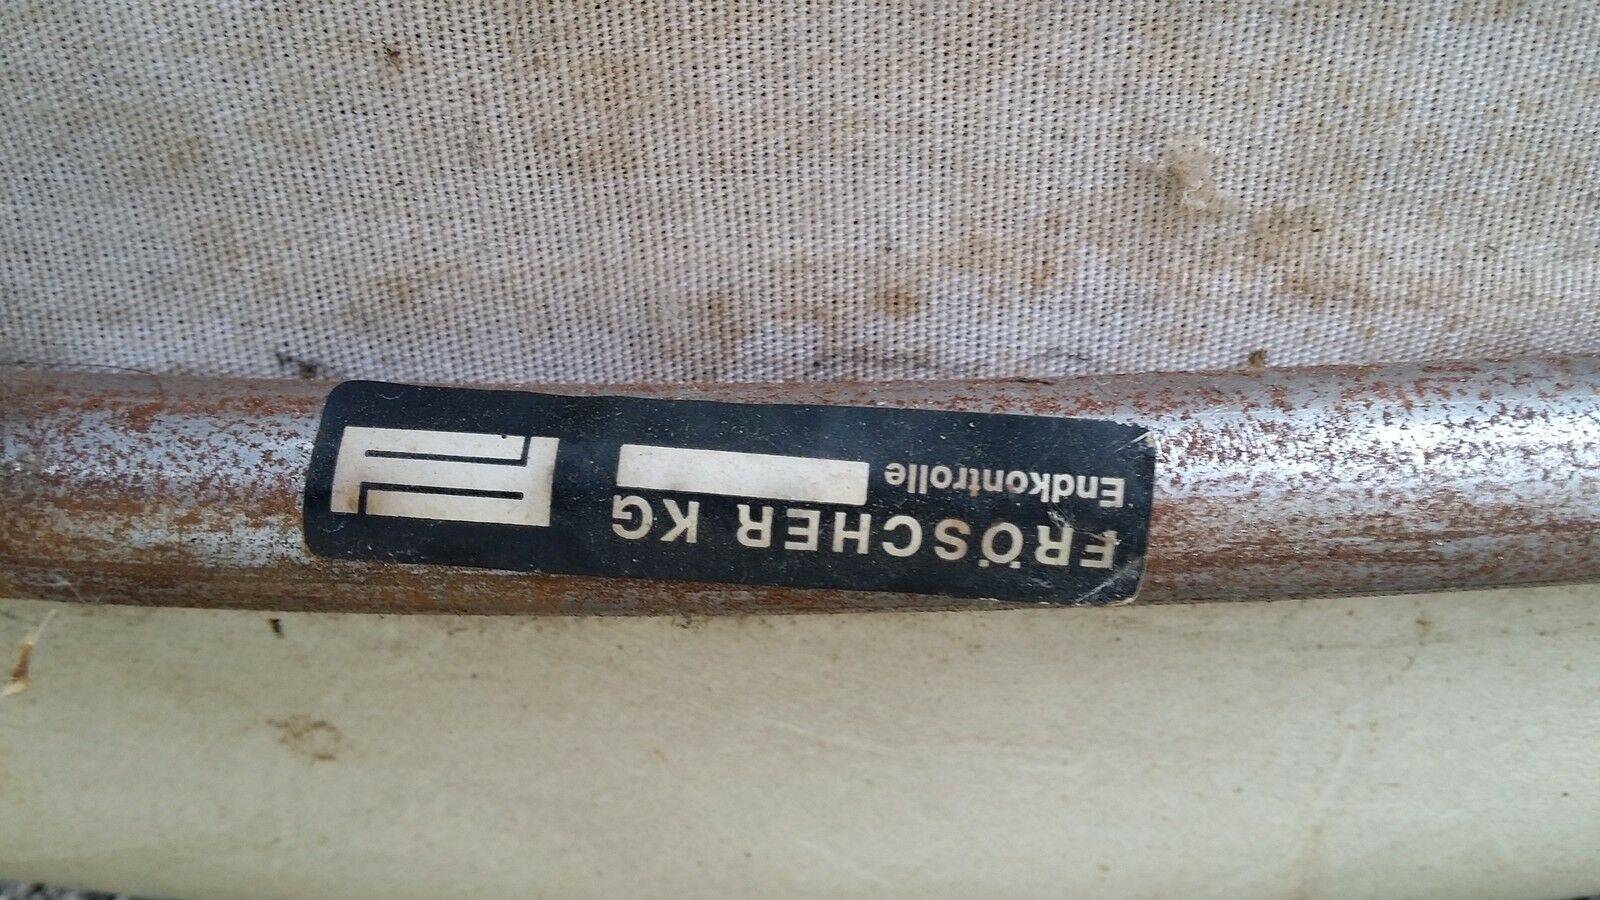 FRÖSCHER KG
Endkontrolle